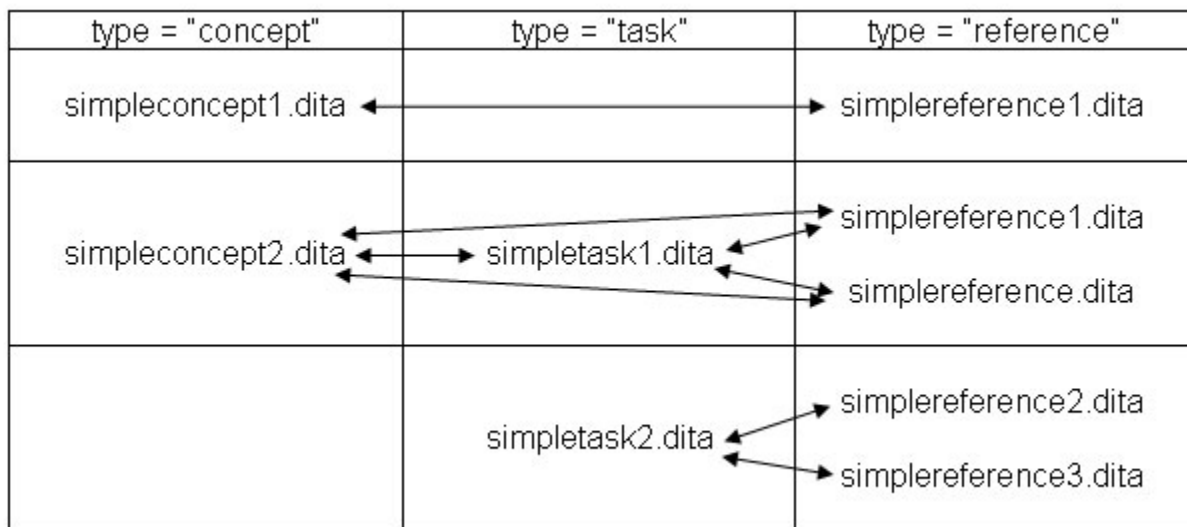 type = "concept" type = "task" type = "reference"
simpleconcept1.dita simplereference1.dita
simplereference1.dita
simpleconcept2.dita simpletask1.dita
simplereference.dita
simplereference2.dita
simpletask2.dita
simplereference3.dita